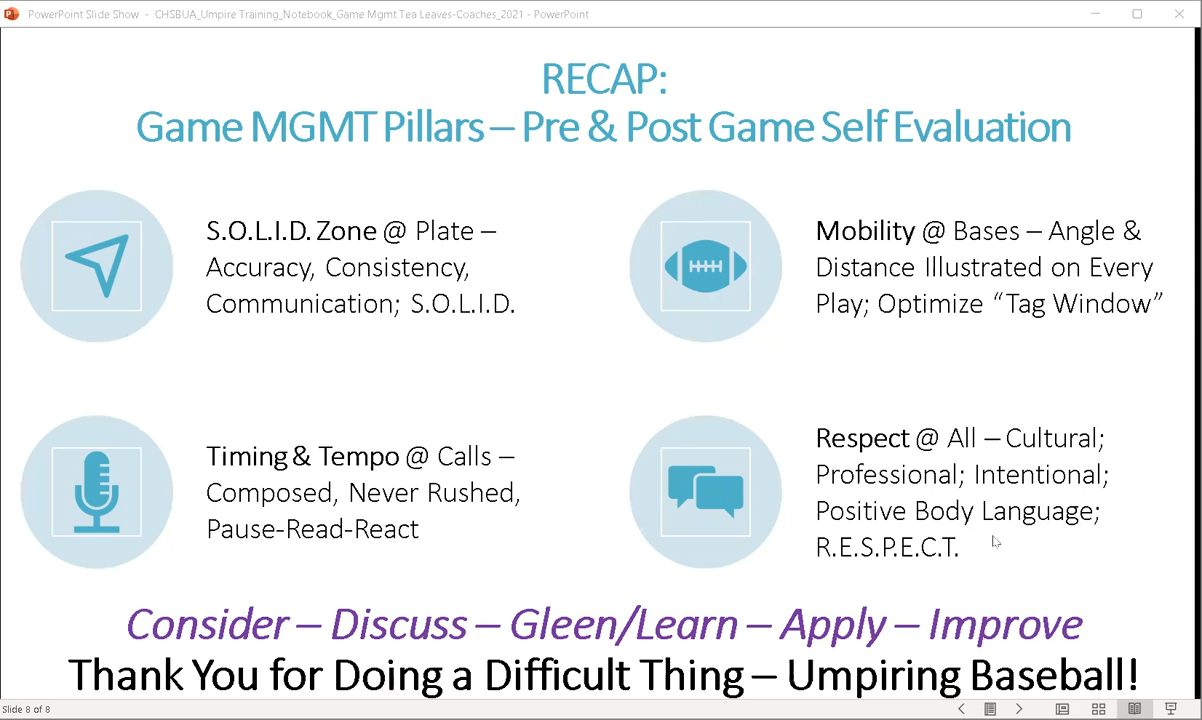 PowerPoint Slide Show - CHSBUA_Umpire Training_Notebook_Game Mgmt Tea Leaves-Coaches_2021 - PowerPoint
RECAP:
Game MGMT Pillars – Pre & Post Game Self Evaluation
S.O.L.I.D. Zone @ Plate –
Accuracy, Consistency,
Communication; S.O.L.I.D.
Mobility @ Bases – Angle &
Distance Illustrated on Every
Play; Optimize “Tag Window”
Timing & Tempo @ Calls –
Composed, Never Rushed,
Pause-Read-React
Respect @ All – Cultural;
Professional; Intentional;
Positive Body Language;
R.E.S.P.E.C.T.
Consider – Discuss – Gleen/Learn – Apply – Improve
Thank You for Doing a Difficult Thing – Umpiring Baseball!
Slide 8 of 8